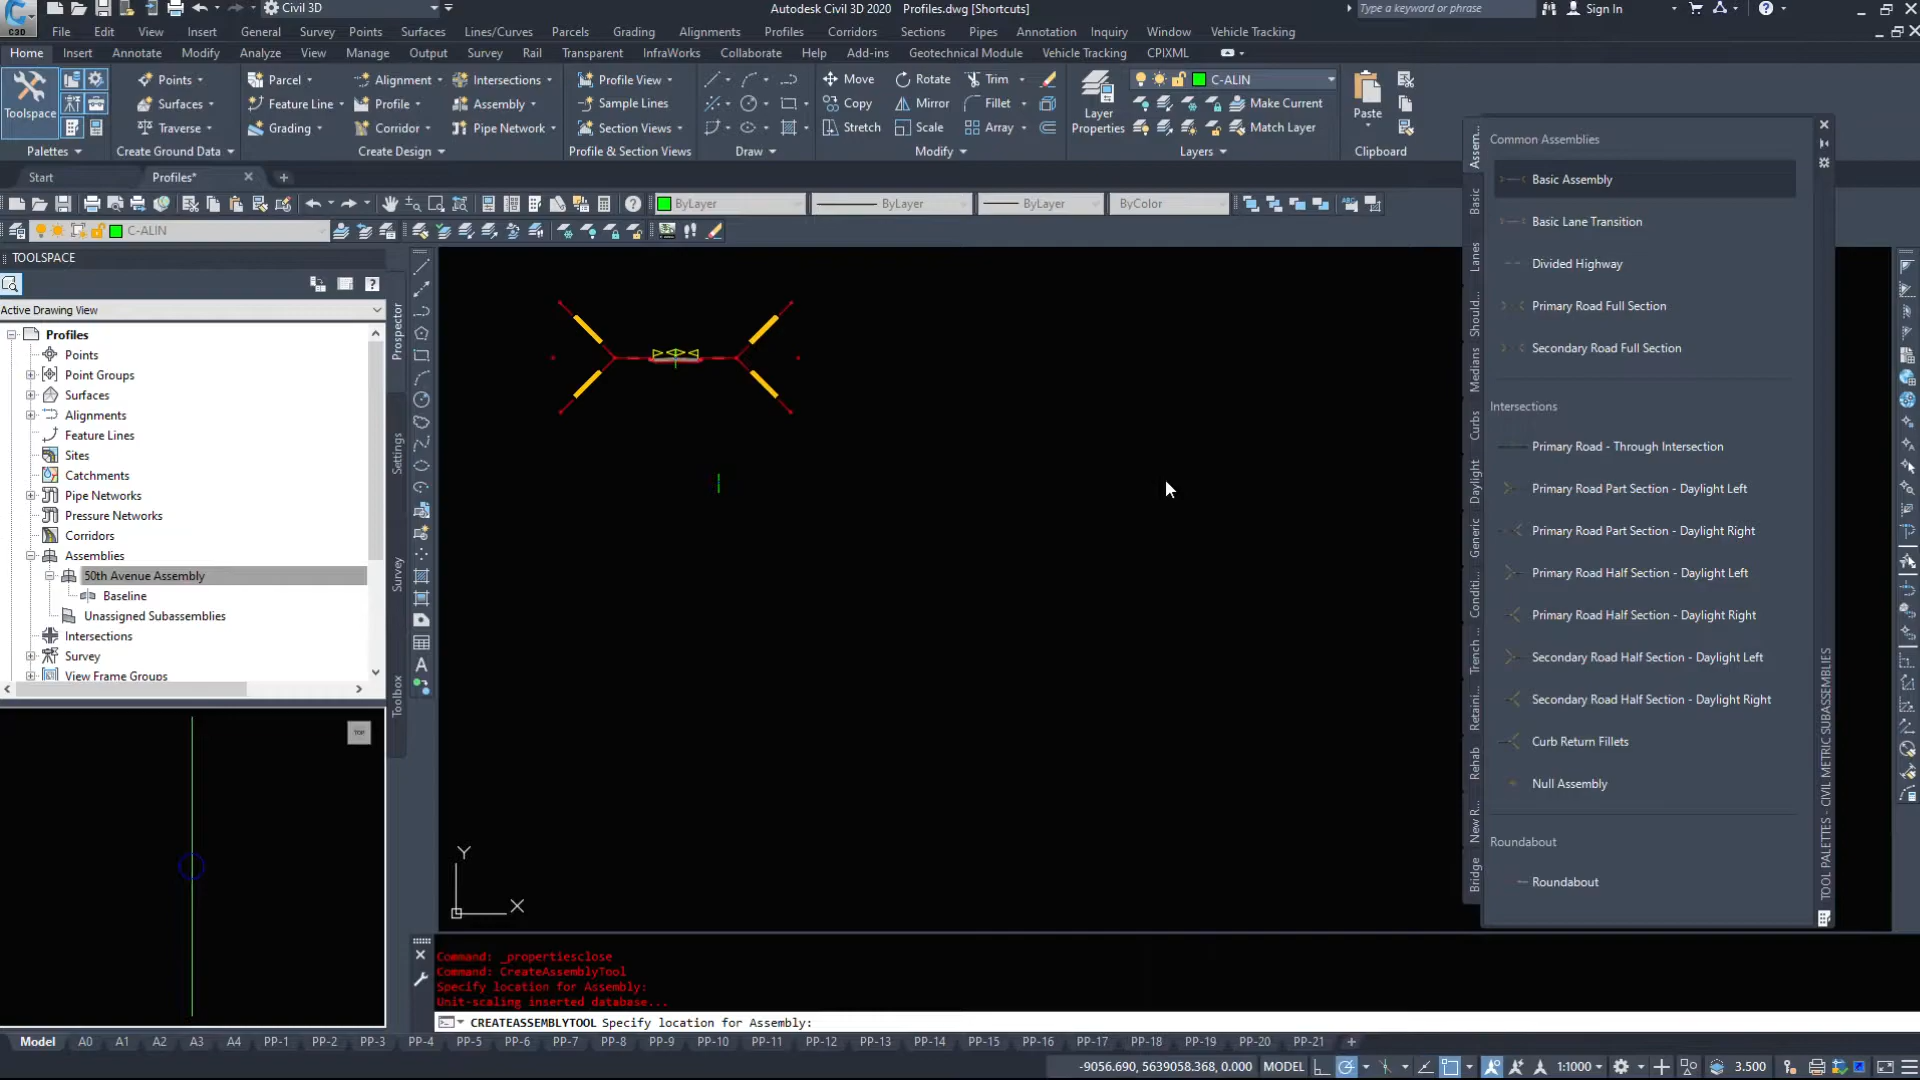 C3D
Civil 3D
Autodesk Civil 3D 2020 Profiles.dwg [Shortcuts]
Type a keyword or phrase
Sign In
File Edit View Insert General Survey Points Surfaces Lines/Curves Parcels Grading Alignments Profiles Corridors Sections Pipes Annotation Inquiry Window Vehicle Tracking
Home Insert Annotate Modify Analyze View Manage Output Survey Rail Transparent InfraWorks Collaborate Help Add-ins Geotechnical Module Vehicle Tracking CPIXML
Points Parcel Alignment Intersections Profile View Move Rotate Trim C-ALIN
Toolspace Surfaces Feature Line Profile Assembly Sample Lines Copy Mirror Fillet Layer Properties Make Current Paste
Traverse Grading Corridor Pipe Network Section Views Stretch Scale Array Match Layer
Palettes Create Ground Data Create Design Profile & Section Views Draw Modify Layers Clipboard
Start Profiles*
ByLayer ByLayer ByLayer ByColor
C-ALIN
TOOLSPACE
Active Drawing View
Profiles
Points
Point Groups
Surfaces
Alignments
Feature Lines
Sites
Catchments
Pipe Networks
Pressure Networks
Corridors
Assemblies
50th Avenue Assembly
Baseline
Unassigned Subassemblies
Intersections
Survey
View Frame Groups
Prospector
Settings
Survey
Toolbox
TOP
Y
X
Assem...
Basic
Lanes
Should...
Medians
Curbs
Daylight
Generic
Conditi...
Trench ...
Retaini...
Rehab
New R...
Bridge
Common Assemblies
Basic Assembly
Basic Lane Transition
Divided Highway
Primary Road Full Section
Secondary Road Full Section
Intersections
Primary Road - Through Intersection
Primary Road Part Section - Daylight Left
Primary Road Part Section - Daylight Right
Primary Road Half Section - Daylight Left
Primary Road Half Section - Daylight Right
Secondary Road Half Section - Daylight Left
Secondary Road Half Section - Daylight Right
Curb Return Fillets
Null Assembly
Roundabout
Roundabout
TOOL PALETTES - CIVIL METRIC SUBASSEMBLIES
Command: _propertiesclose
Command: CreateAssemblyTool
Specify location for Assembly:
Unit-scaling inserted database...
CREATEASSEMBLYTOOL Specify location for Assembly:
Model A0 A1 A2 A3 A4 PP-1 PP-2 PP-3 PP-4 PP-5 PP-6 PP-7 PP-8 PP-9 PP-10 PP-11 PP-12 PP-13 PP-14 PP-15 PP-16 PP-17 PP-18 PP-19 PP-20 PP-21
-9056.690, 5639058.368, 0.000 MODEL 1:1000 3.500